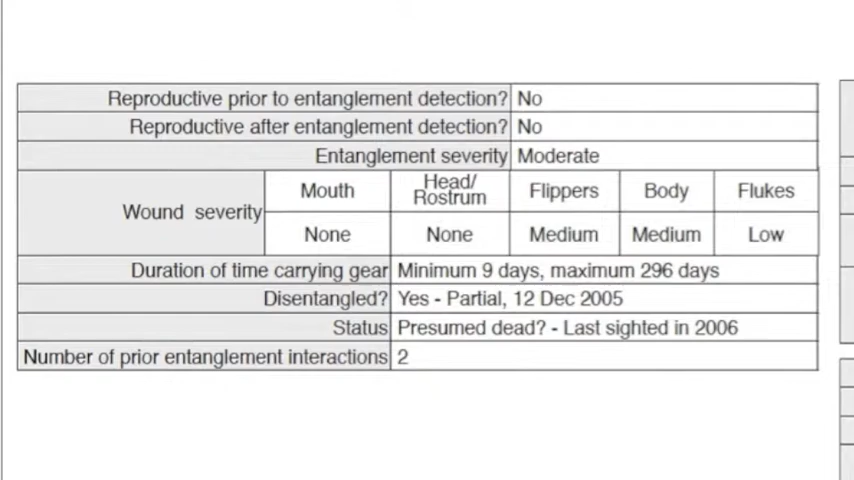 Reproductive prior to entanglement detection? No
Reproductive after entanglement detection? No
Entanglement severity Moderate
Wound severity Mouth Head/Rostrum Flippers Body Flukes
None None Medium Medium Low
Duration of time carrying gear Minimum 9 days, maximum 296 days
Disentangled? Yes - Partial, 12 Dec 2005
Status Presumed dead? - Last sighted in 2006
Number of prior entanglement interactions 2